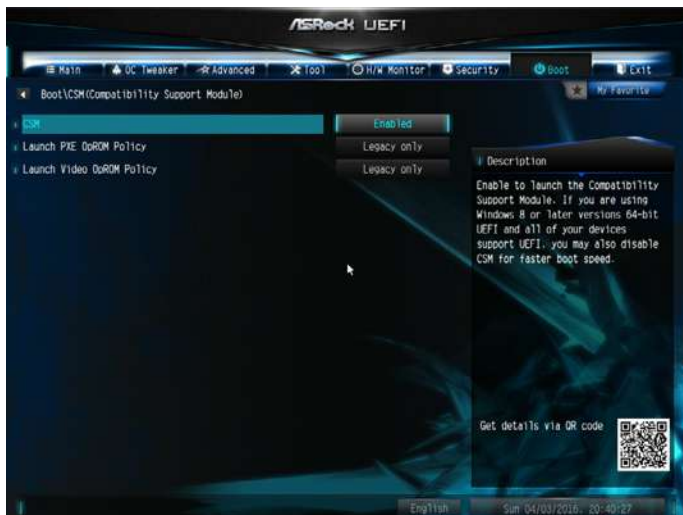 ASRock UEFI
Main OC Tweaker Advanced Tool H/W Monitor Security Boot Exit
Boot\CSM(Compatibility Support Module)
My Favorite
CSM
Enabled
Launch PXE OpROM Policy
Legacy only
Launch Video OpROM Policy
Legacy only
Description
Enable to launch the Compatibility
Support Module. If you are using
Windows 8 or later versions 64-bit
UEFI and all of your devices
support UEFI, you may also disable
CSM for faster boot speed.
Get details via QR code
English
Sun 04/03/2016. 20:40:27